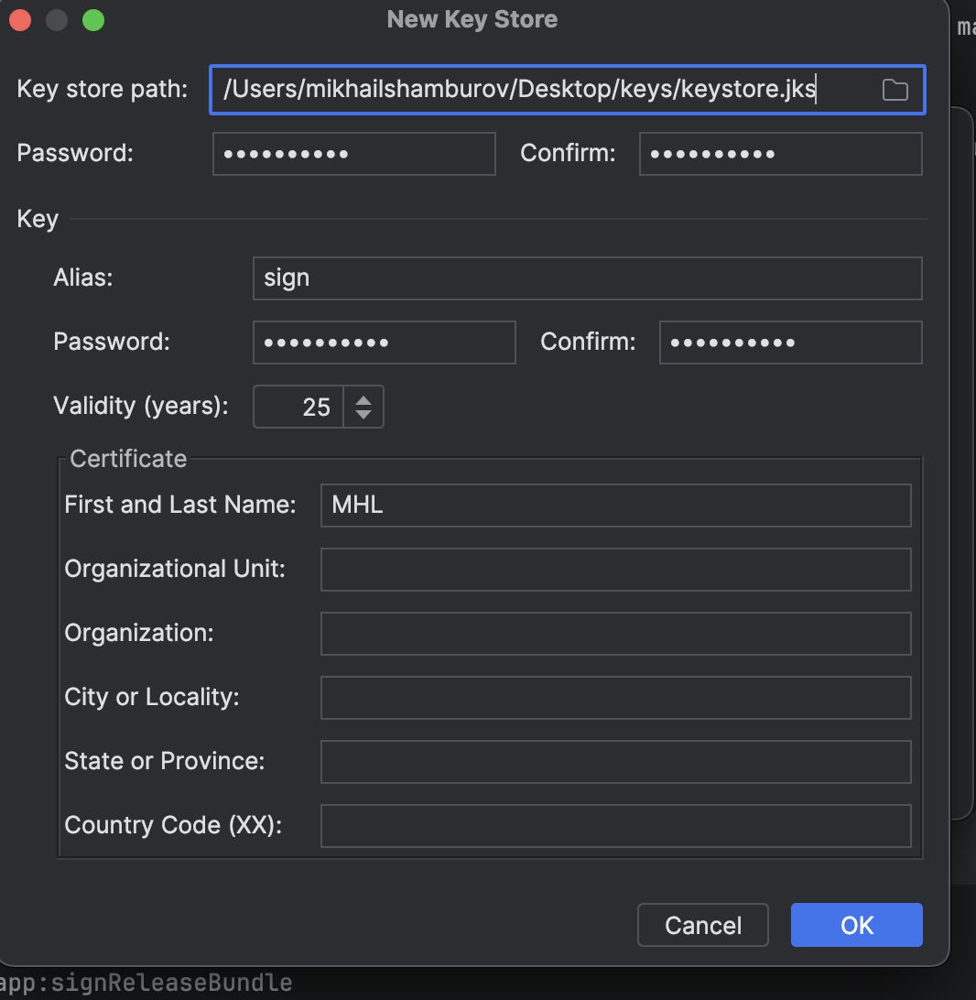 New Key Store
Key store path: /Users/mikhailshamburov/Desktop/keys/keystore.jks
Password: •••••••••• Confirm: ••••••••••
Key
Alias: sign
Password: •••••••••• Confirm: ••••••••••
Validity (years): 25
Certificate
First and Last Name: MHL
Organizational Unit:
Organization:
City or Locality:
State or Province:
Country Code (XX):
Cancel OK
app:signReleaseBundle